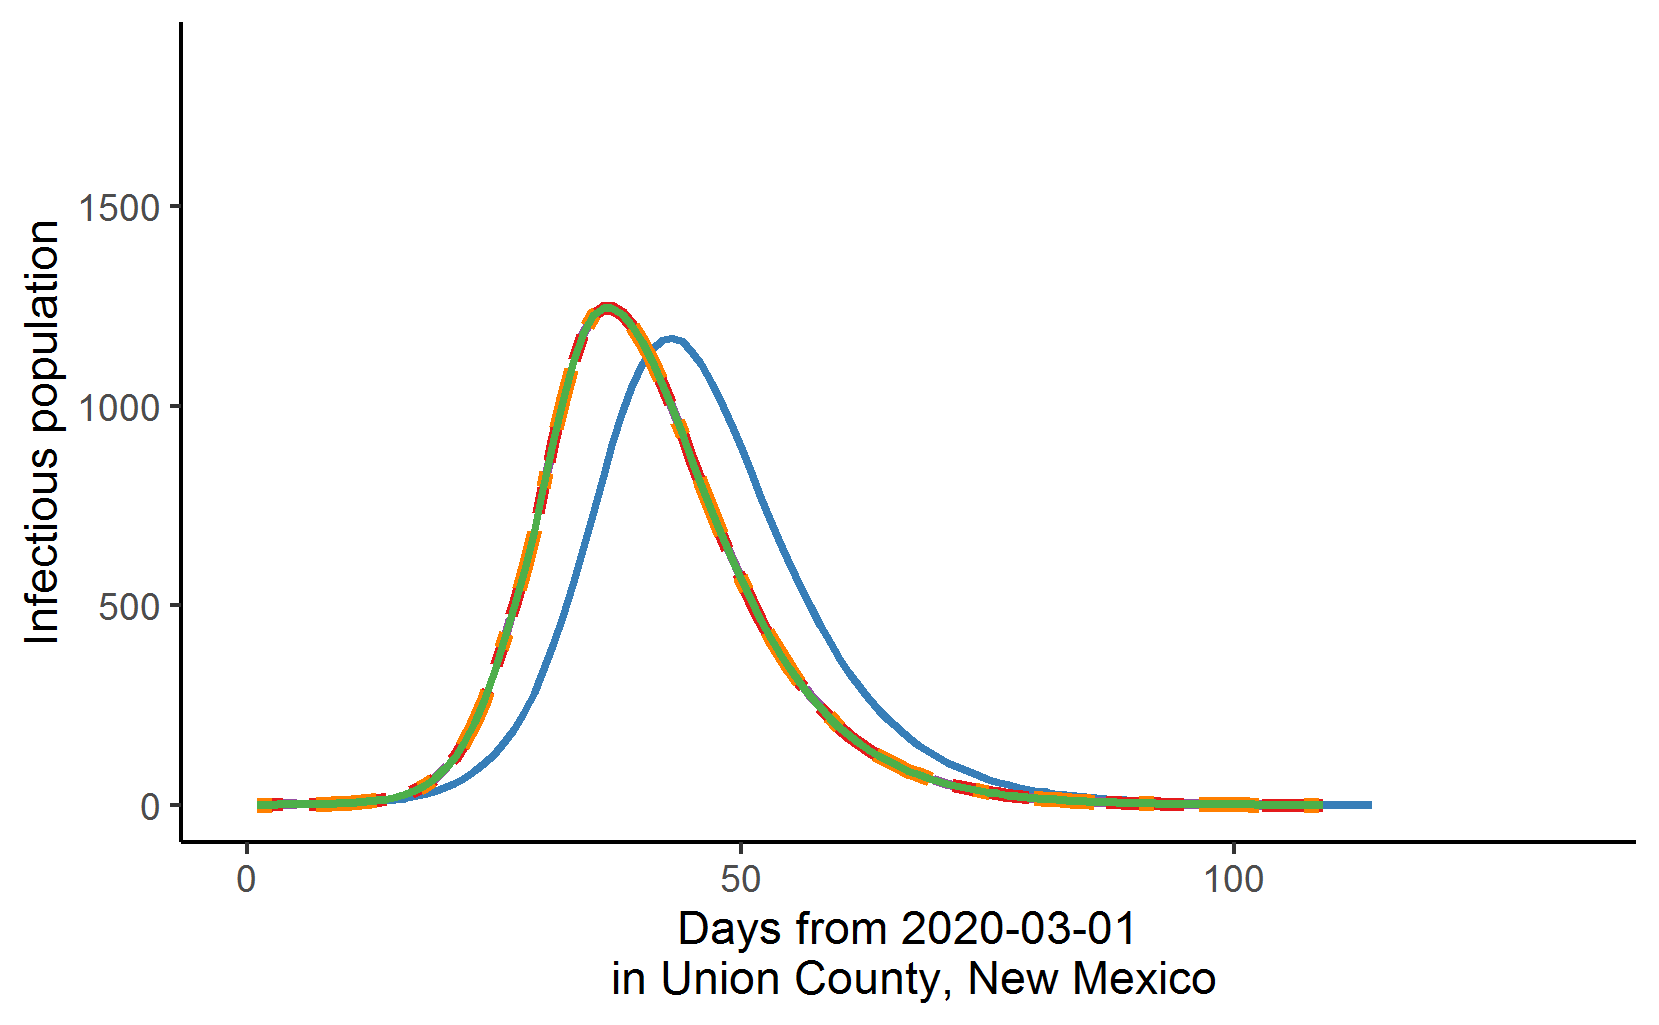 Infectious population
1500
1000
500
0
0 50 100
Days from 2020-03-01
in Union County, New Mexico